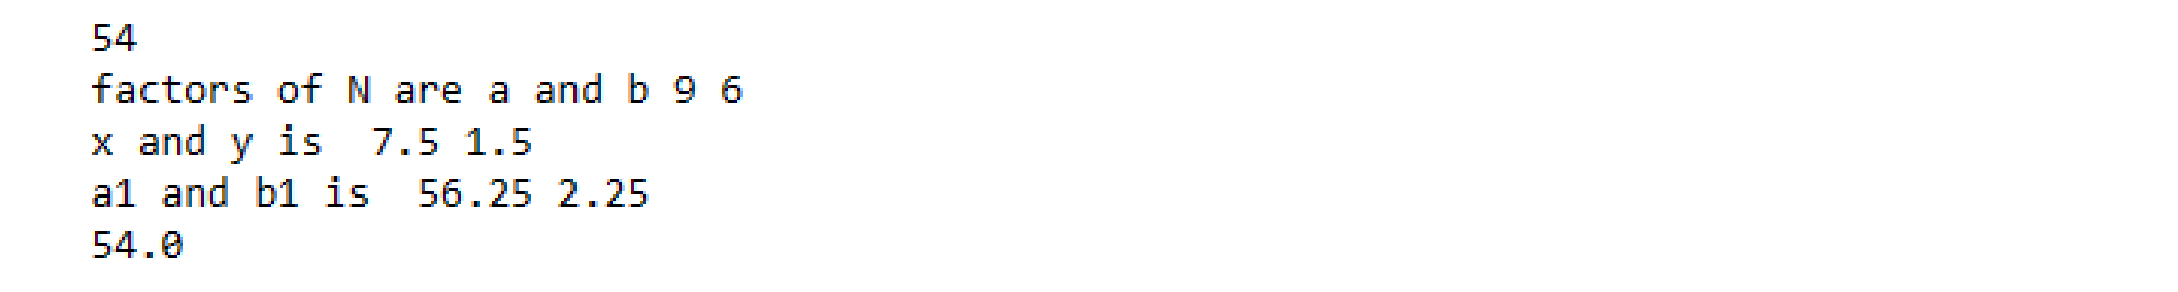 54
factors of N are a and b 9 6
x and y is  7.5 1.5
a1 and b1 is  56.25 2.25
54.0